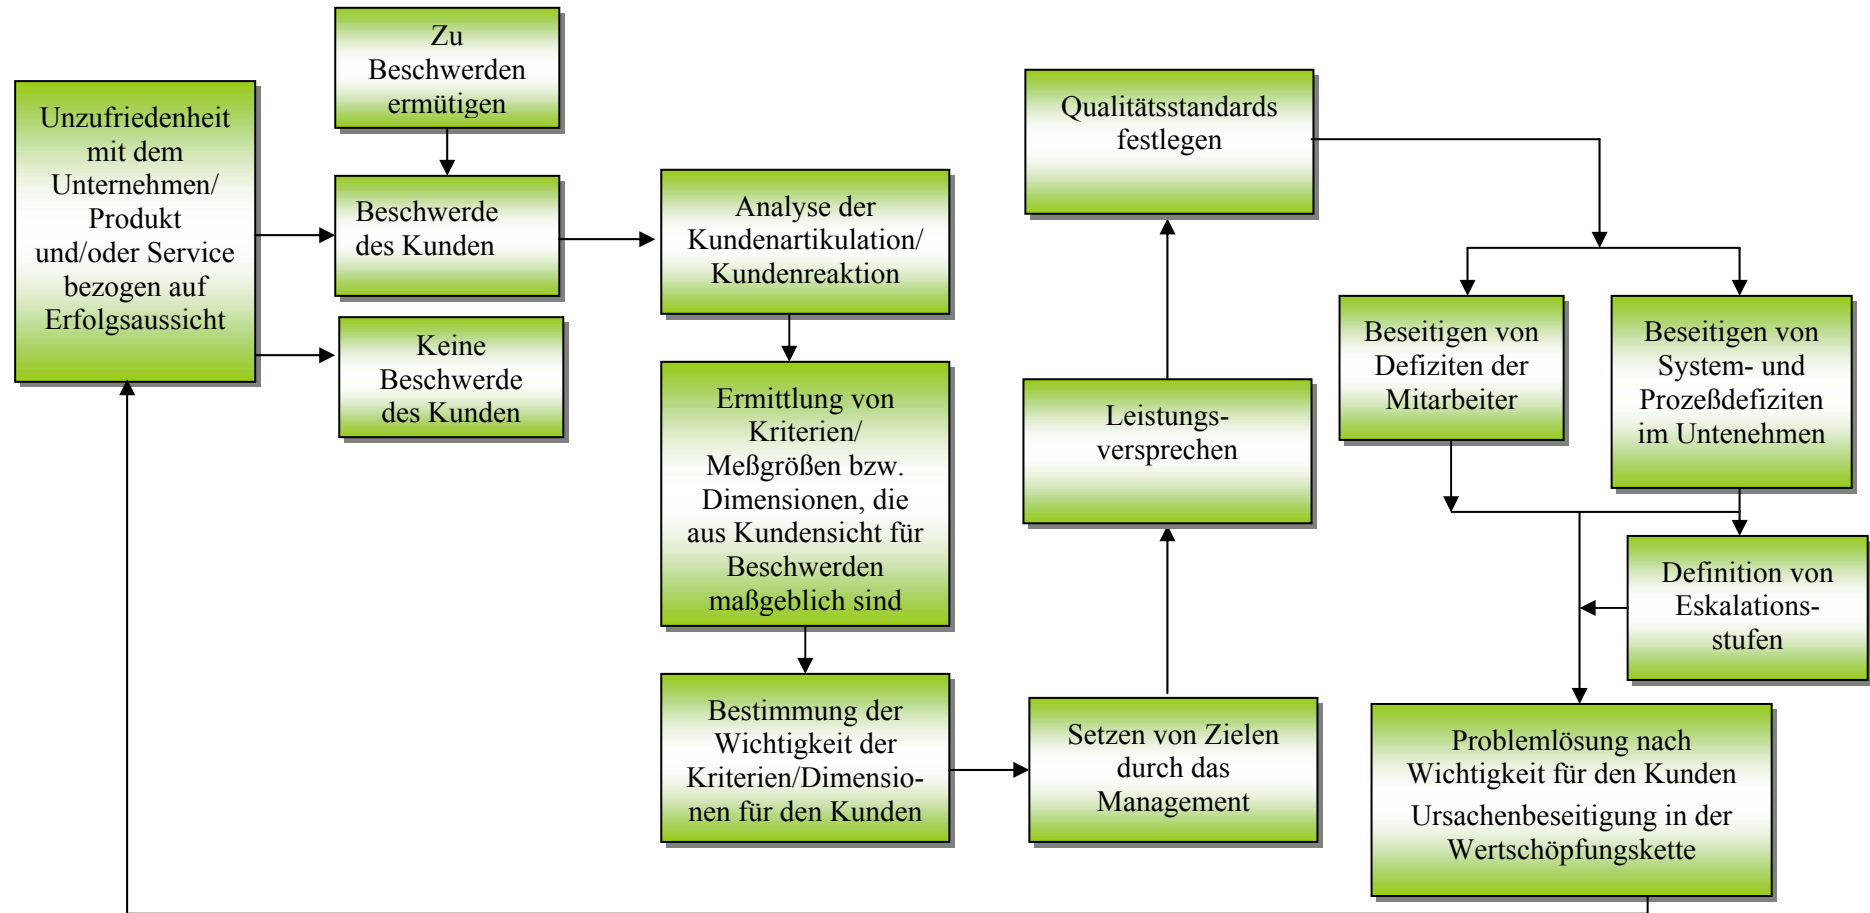 Unzufriedenheit
mit dem
Unternehmen/
Produkt
und/oder Service
bezogen auf
Erfolgsaussicht
Zu
Beschwerden
ermütigen
Beschwerde
des Kunden
Keine
Beschwerde
des Kunden
Analyse der
Kundenartikulation/
Kundenreaktion
Ermittlung von
Kriterien/
Meßgrößen bzw.
Dimensionen, die
aus Kundensicht für
Beschwerden
maßgeblich sind
Bestimmung der
Wichtigkeit der
Kriterien/Dimensio-
nen für den Kunden
Setzen von Zielen
durch das
Management
Leistungs-
versprechen
Qualitätsstandards
festlegen
Beseitigen von
Defiziten der
Mitarbeiter
Beseitigen von
System- und
Prozeßdefiziten
im Untenehmen
Definition von
Eskalations-
stufen
Problemlösung nach
Wichtigkeit für den Kunden
Ursachenbeseitigung in der
Wertschöpfungskette